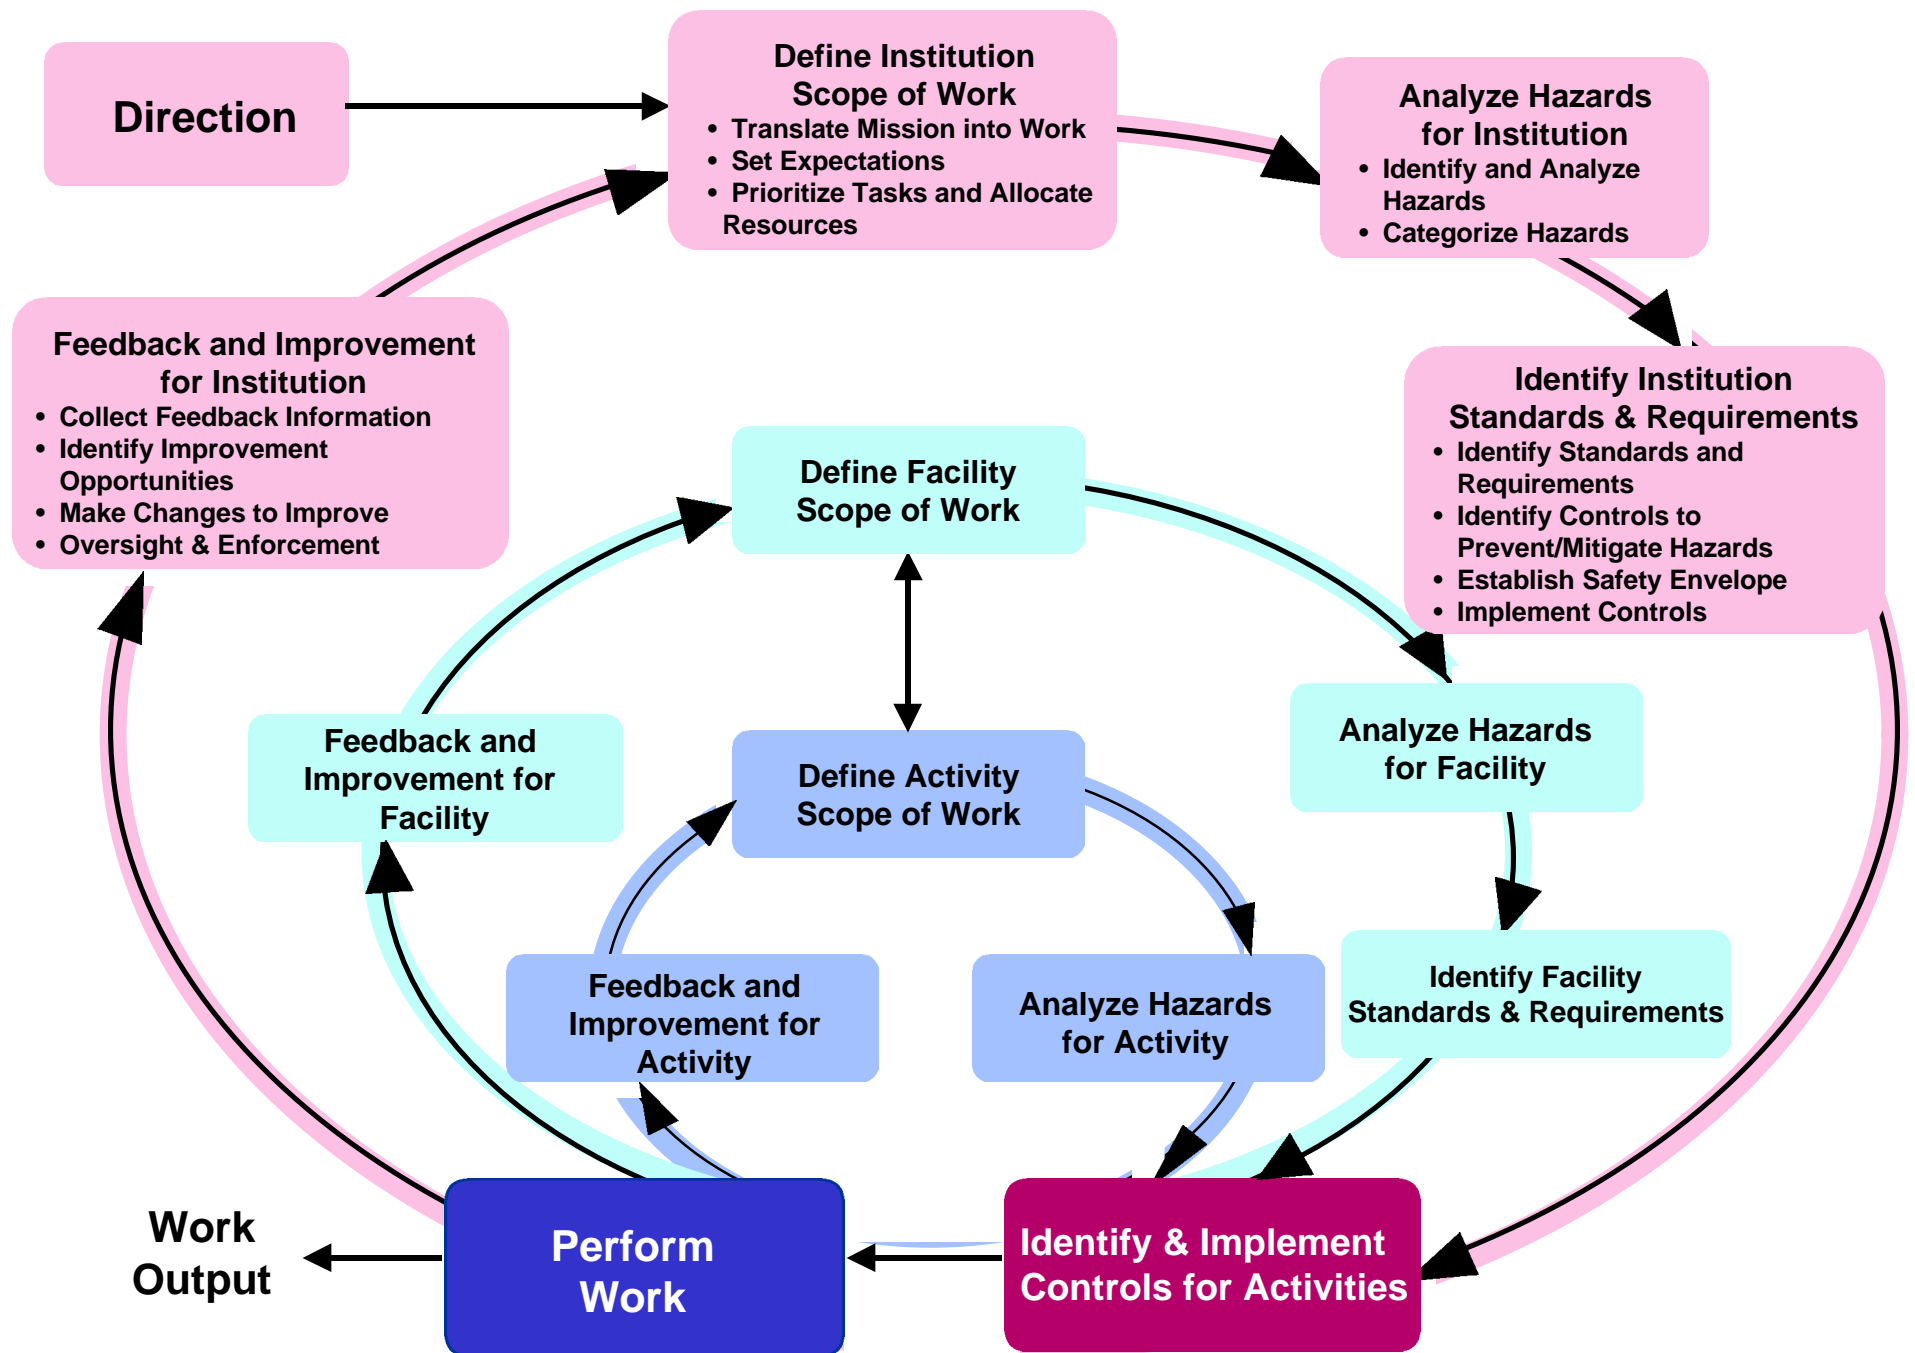 Direction
Define Institution
Scope of Work
• Translate Mission into Work
• Set Expectations
• Prioritize Tasks and Allocate
Resources
Analyze Hazards
for Institution
• Identify and Analyze
Hazards
• Categorize Hazards
Feedback and Improvement
for Institution
• Collect Feedback Information
• Identify Improvement
Opportunities
• Make Changes to Improve
• Oversight & Enforcement
Identify Institution
Standards & Requirements
• Identify Standards and
Requirements
• Identify Controls to
Prevent/Mitigate Hazards
• Establish Safety Envelope
• Implement Controls
Define Facility
Scope of Work
Feedback and
Improvement for
Facility
Define Activity
Scope of Work
Analyze Hazards
for Facility
Feedback and
Improvement for
Activity
Analyze Hazards
for Activity
Identify Facility
Standards & Requirements
Work
Output
Perform
Work
Identify & Implement
Controls for Activities